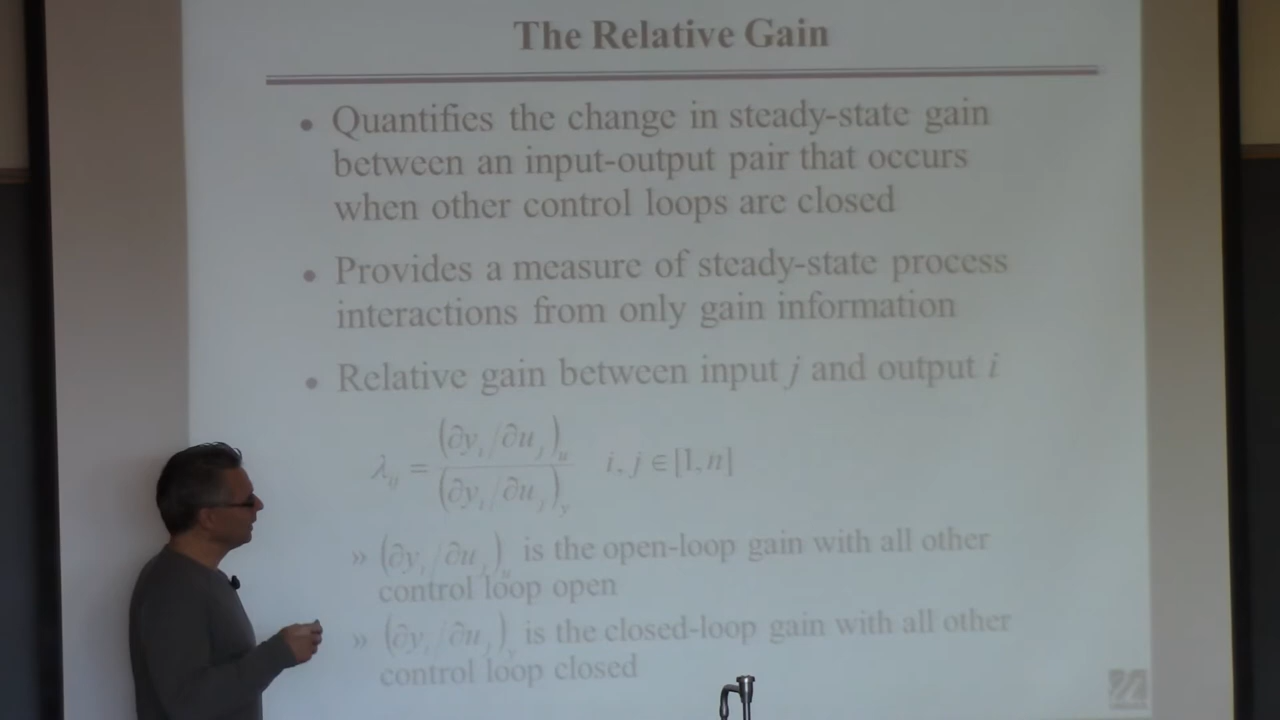 The Relative Gain
• Quantifies the change in steady-state gain
between an input-output pair that occurs
when other control loops are closed
• Provides a measure of steady-state process
interactions from only gain information
• Relative gain between input j and output i
λij = (∂yi/∂uj)u / (∂yi/∂uj)y i, j ∈ [1, n]
» (∂yi/∂uj)u is the open-loop gain with all other
control loop open
» (∂yi/∂uj)y is the closed-loop gain with all other
control loop closed